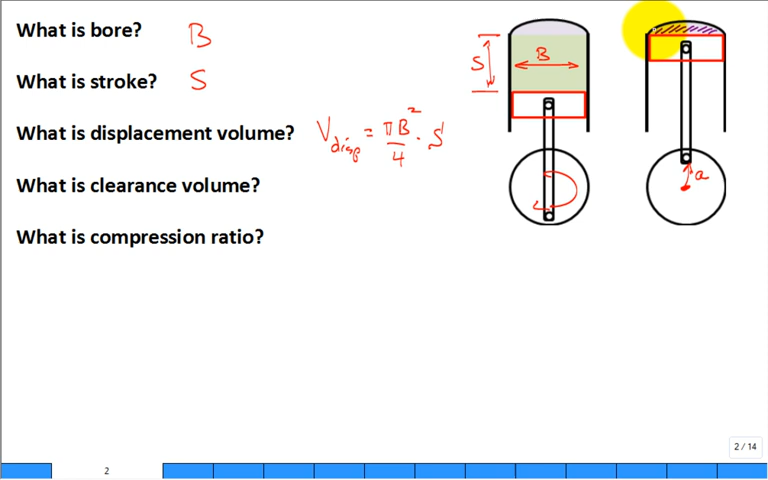 What is bore? B
What is stroke? S
What is displacement volume? V_disp = πB²/4 · S
What is clearance volume?
What is compression ratio?
S
B
a
2 / 14
2